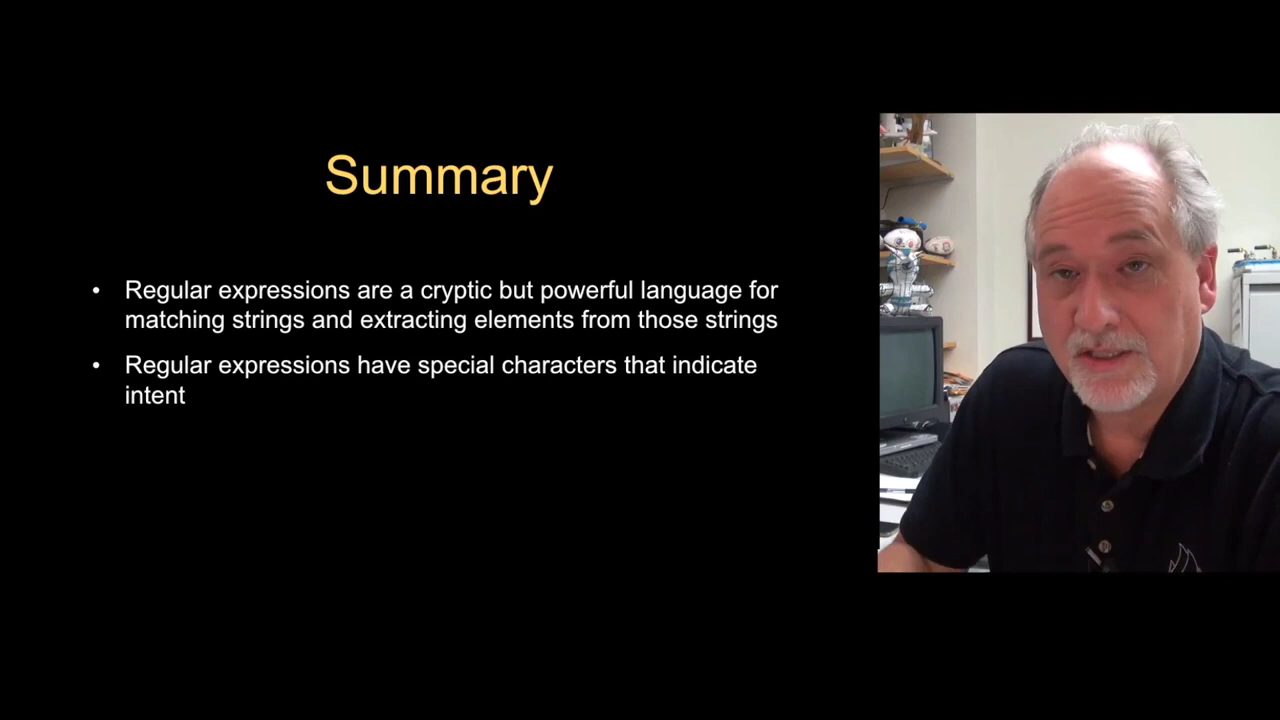 Summary
• Regular expressions are a cryptic but powerful language for
matching strings and extracting elements from those strings
• Regular expressions have special characters that indicate
intent